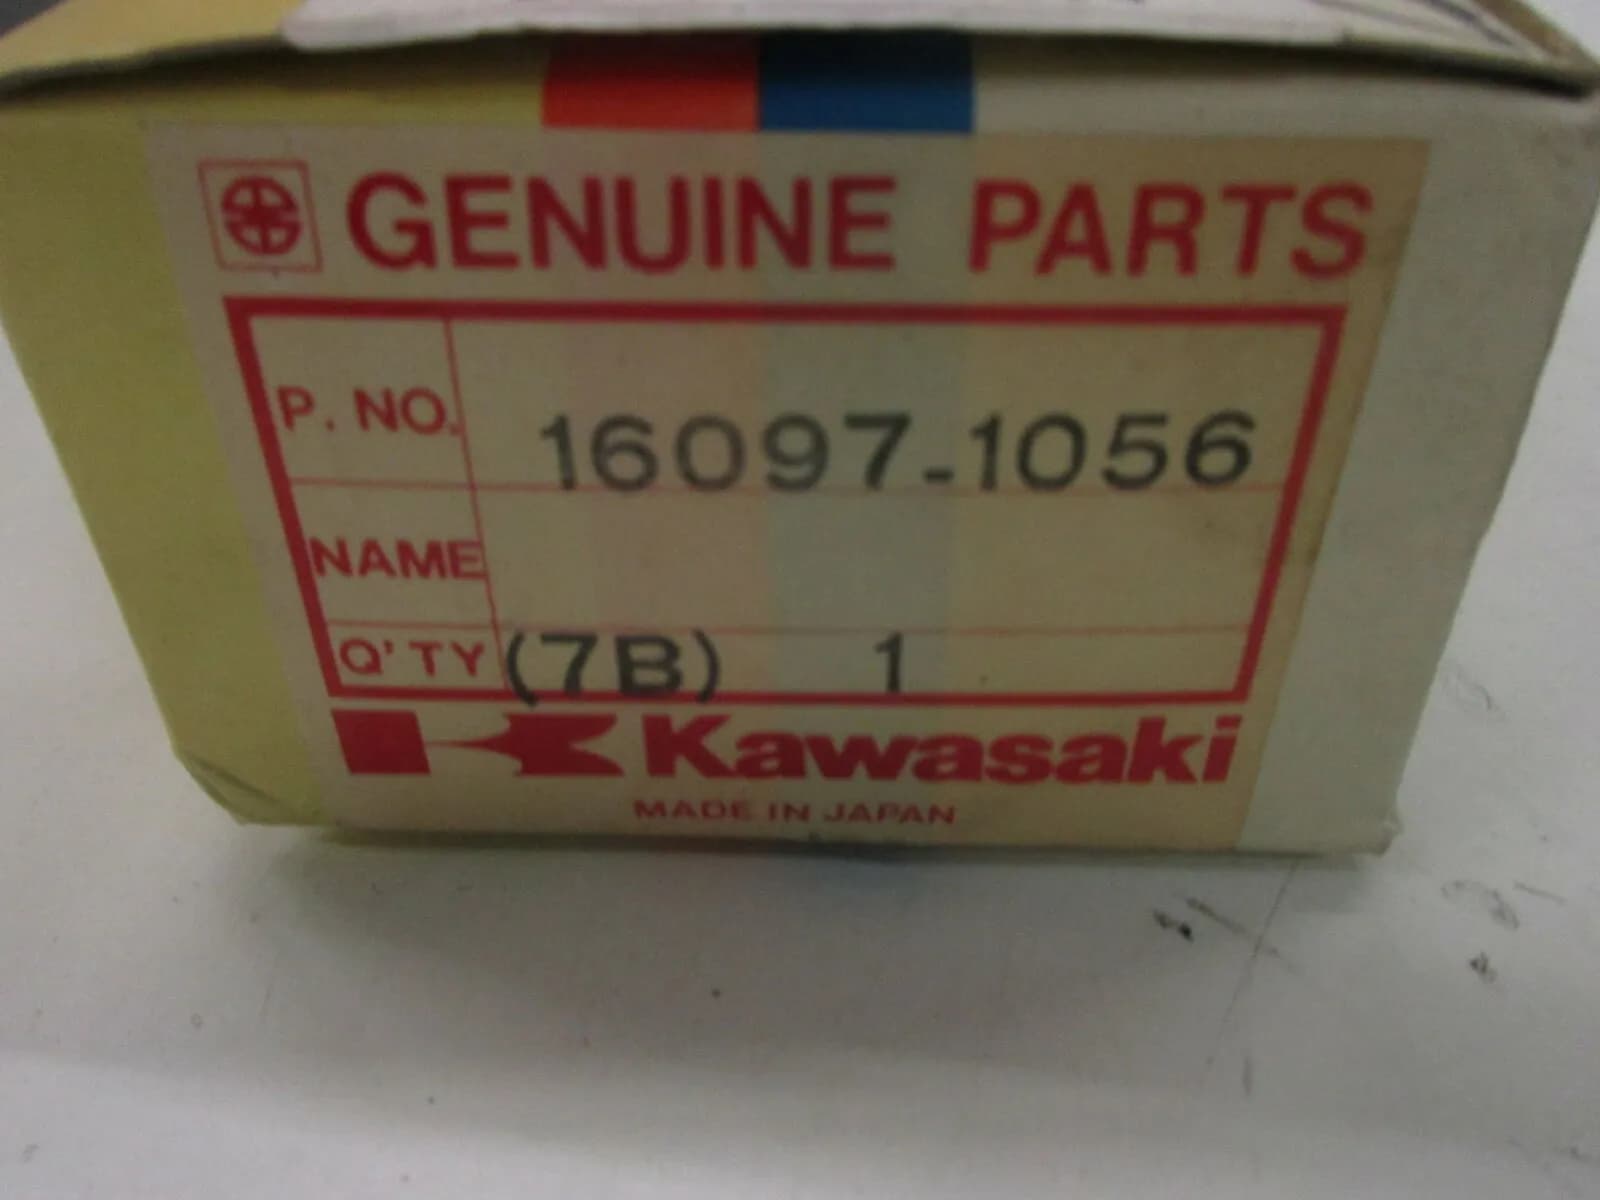 GENUINE PARTS
P. NO. 16097-1056
NAME
Q'TY (7B) 1
Kawasaki
MADE IN JAPAN